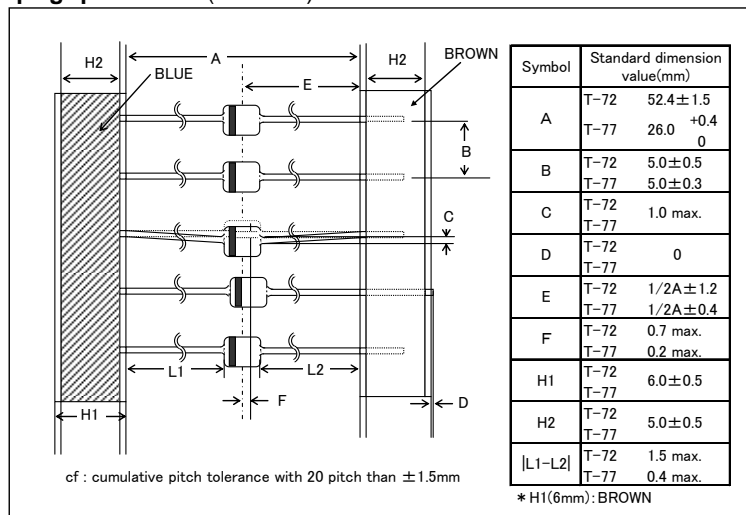 H2
A
H2
BLUE
E
BROWN
B
C
L1
L2
F
H1
D
cf : cumulative pitch tolerance with 20 pitch than ±1.5mm
Symbol Standard dimension
value(mm)
A T-72 52.4±1.5
T-77 26.0 +0.4
0
B T-72 5.0±0.5
T-77 5.0±0.3
C T-72 1.0 max.
T-77
D T-72 0
T-77
E T-72 1/2A±1.2
T-77 1/2A±0.4
F T-72 0.7 max.
T-77 0.2 max.
H1 T-72 6.0±0.5
T-77
H2 T-72 5.0±0.5
T-77
|L1-L2| T-72 1.5 max.
T-77 0.4 max.
*H1(6mm):BROWN